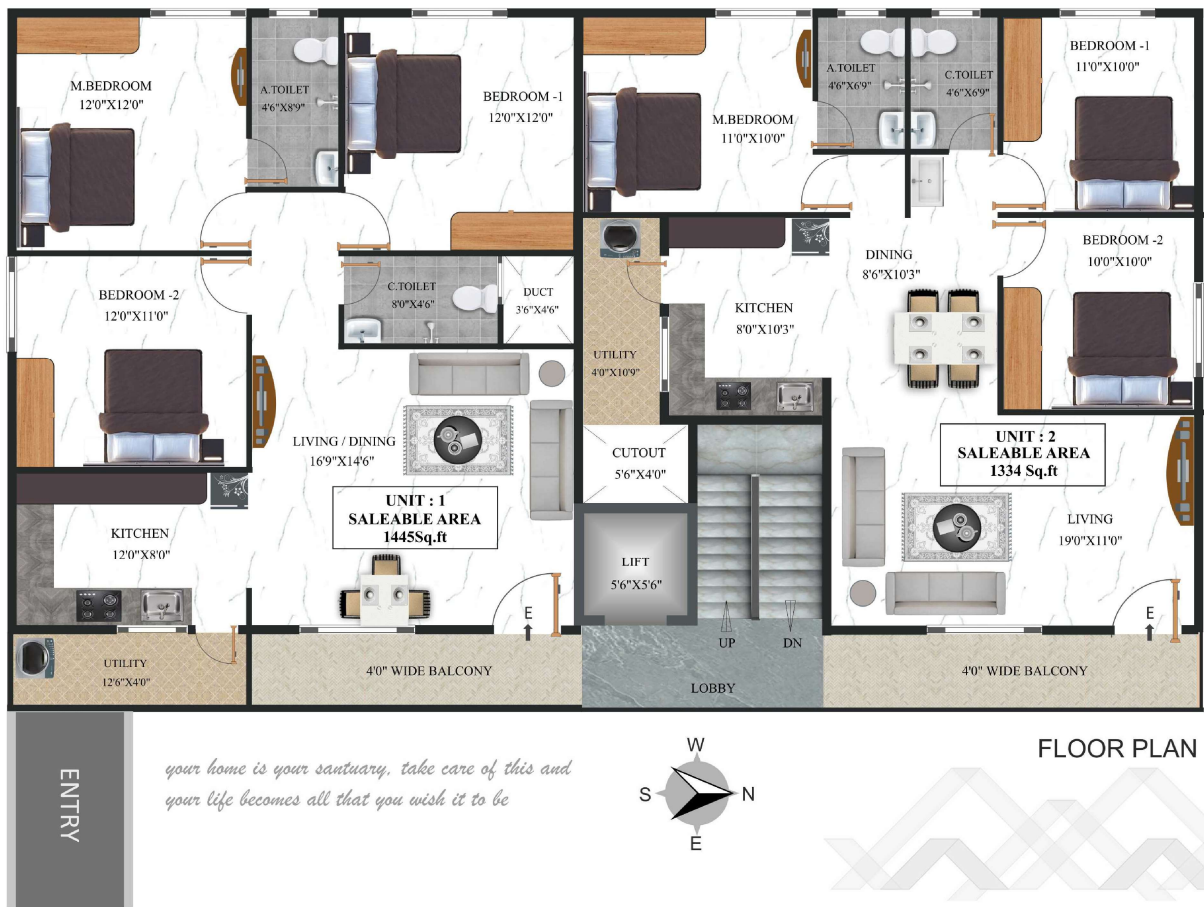 M.BEDROOM
12'0"X12'0"
A.TOILET
4'6"X8'9"
BEDROOM -1
12'0"X12'0"
M.BEDROOM
11'0"X10'0"
A.TOILET
4'6"X6'9"
C.TOILET
4'6"X6'9"
BEDROOM -1
11'0"X10'0"
BEDROOM -2
12'0"X11'0"
C.TOILET
8'0"X4'6"
DUCT
3'6"X4'6"
UTILITY
4'0"X10'9"
KITCHEN
8'0"X10'3"
DINING
8'6"X10'3"
BEDROOM -2
10'0"X10'0"
LIVING / DINING
16'9"X14'6"
UNIT : 1
SALEABLE AREA
1445Sq.ft
CUTOUT
5'6"X4'0"
UNIT : 2
SALEABLE AREA
1334 Sq.ft
KITCHEN
12'0"X8'0"
LIFT
5'6"X5'6"
LIVING
19'0"X11'0"
E
UP
DN
E
UTILITY
12'6"X4'0"
4'0" WIDE BALCONY
LOBBY
4'0" WIDE BALCONY
ENTRY
your home is your santuary, take care of this and
your life becomes all that you wish it to be
W
S
N
E
FLOOR PLAN